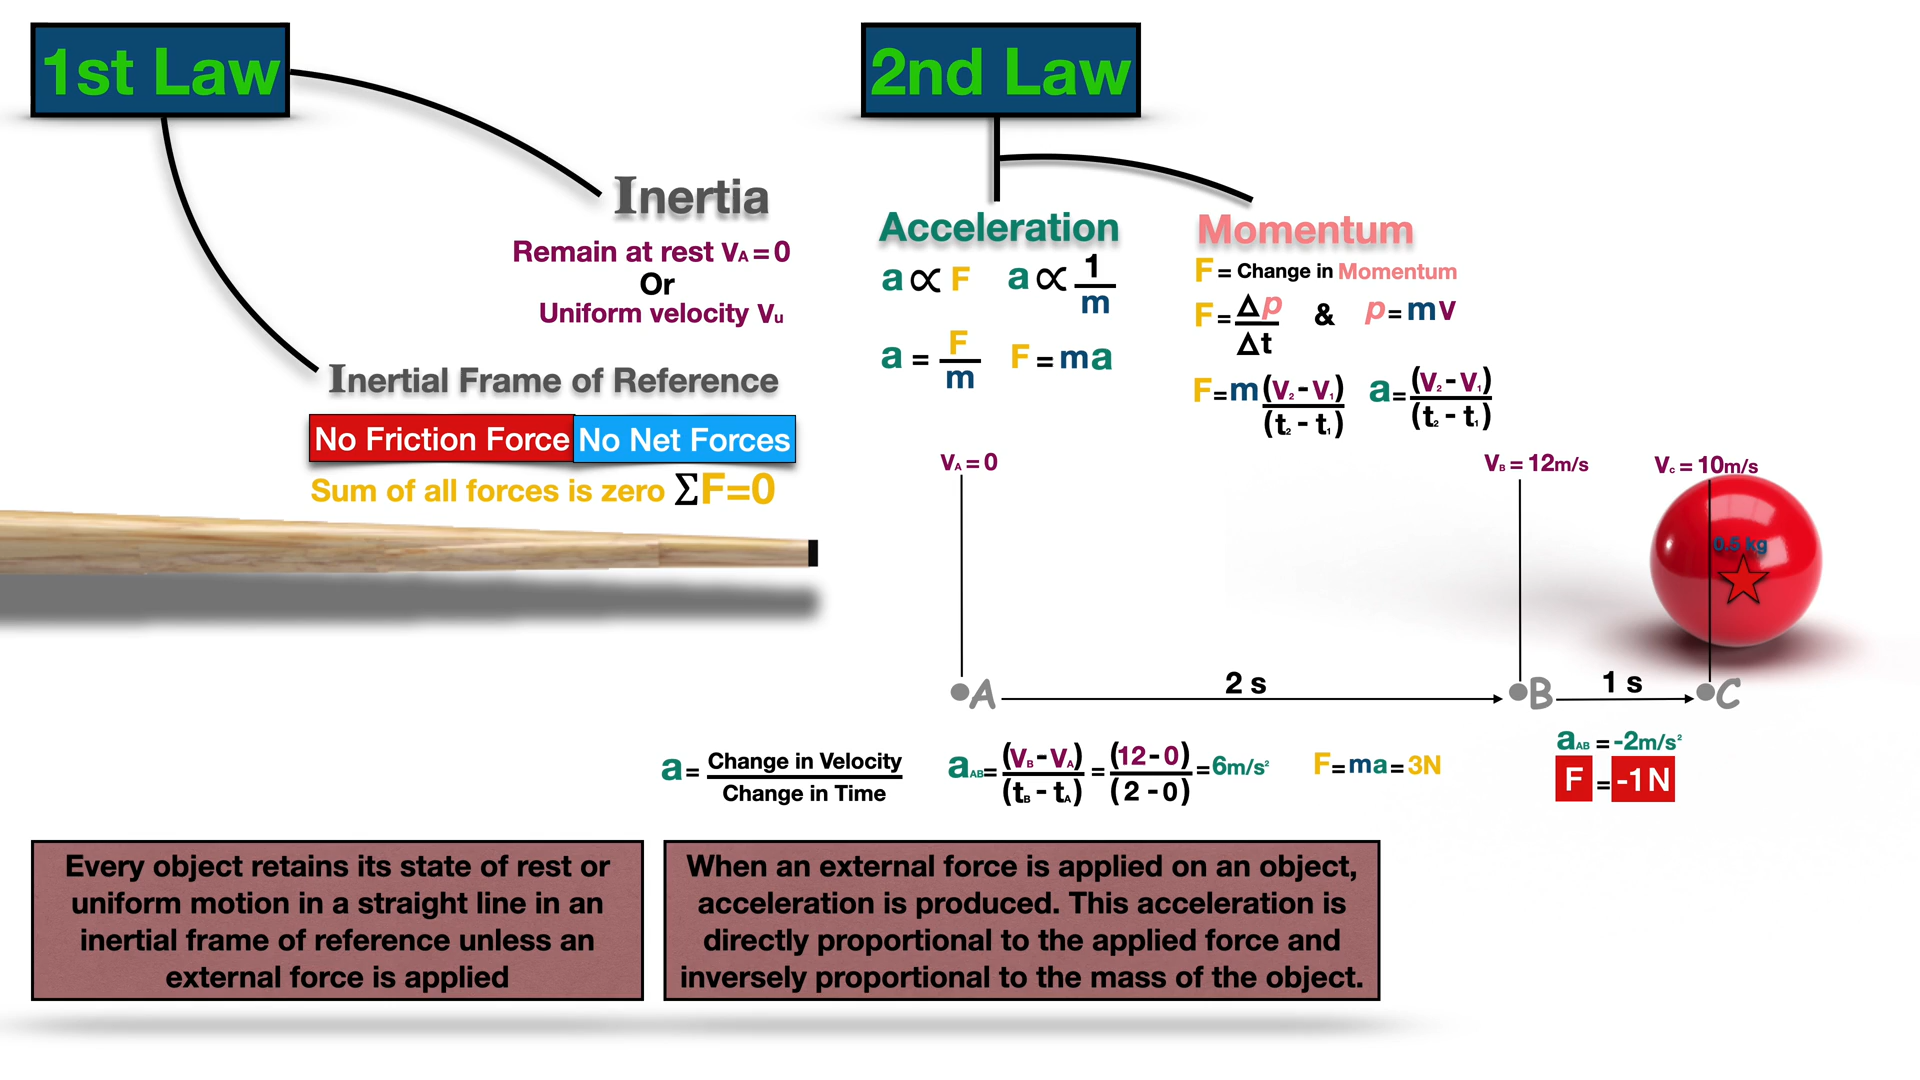 1st Law
Inertia
Remain at rest VA = 0
Or
Uniform velocity Vu
Inertial Frame of Reference
No Friction Force No Net Forces
Sum of all forces is zero ∑F=0
2nd Law
Acceleration
a ∝ F a ∝ 1/m
a = F/m F = ma
Momentum
F = Change in Momentum
F = Δp/Δt & p = mv
F=m(V2 - V1)/(t2 - t1) a=(V2 - V1)/(t2 - t1)
VA = 0 VB = 12m/s VC = 10m/s
0.5 kg
A 2 s B 1 s C
a = Change in Velocity / Change in Time
aAB = (VB - VA)/(tB - tA) = (12 - 0)/(2 - 0) = 6m/s² F=ma=3N
aAB = -2m/s²
F = -1N
Every object retains its state of rest or
uniform motion in a straight line in an
inertial frame of reference unless an
external force is applied
When an external force is applied on an object,
acceleration is produced. This acceleration is
directly proportional to the applied force and
inversely proportional to the mass of the object.